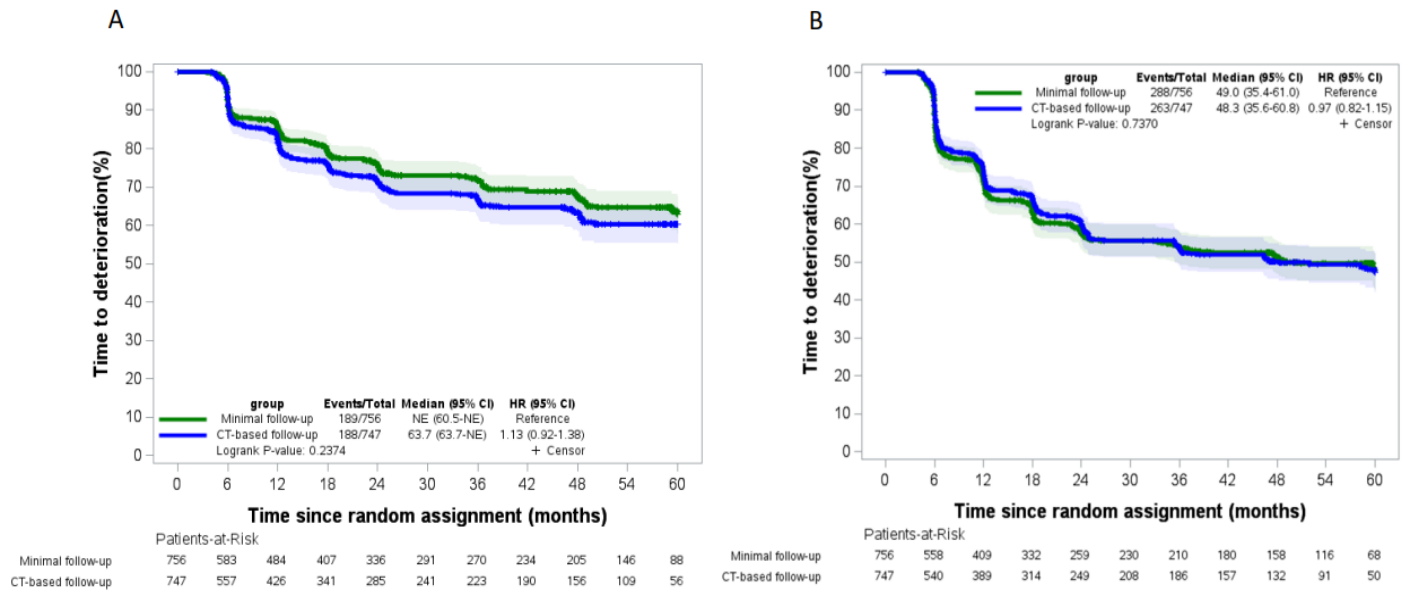 A
100
90
80
70
60
50
40
30
20
10
0
Time to deterioration(%)
group Events/Total Median (95% CI) HR (95% CI)
Minimal follow-up 189/756 NE (60.5-NE) Reference
CT-based follow-up 188/747 63.7 (63.7-NE) 1.13 (0.92-1.38)
Logrank P-value: 0.2374 + Censor
0 6 12 18 24 30 36 42 48 54 60
Time since random assignment (months)
Patients-at-Risk
Minimal follow-up 756 583 484 407 336 291 270 234 205 146 88
CT-based follow-up 747 557 426 341 285 241 223 190 156 109 56
B
100
90
80
70
60
50
40
30
20
10
0
Time to deterioration(%)
group Events/Total Median (95% CI) HR (95% CI)
Minimal follow-up 288/756 49.0 (35.4-61.0) Reference
CT-based follow-up 263/747 48.3 (35.6-60.8) 0.97 (0.82-1.15)
Logrank P-value: 0.7370 + Censor
0 6 12 18 24 30 36 42 48 54 60
Time since random assignment (months)
Patients-at-Risk
Minimal follow-up 756 558 409 332 259 230 210 180 158 116 68
CT-based follow-up 747 540 389 314 249 208 186 157 132 91 50